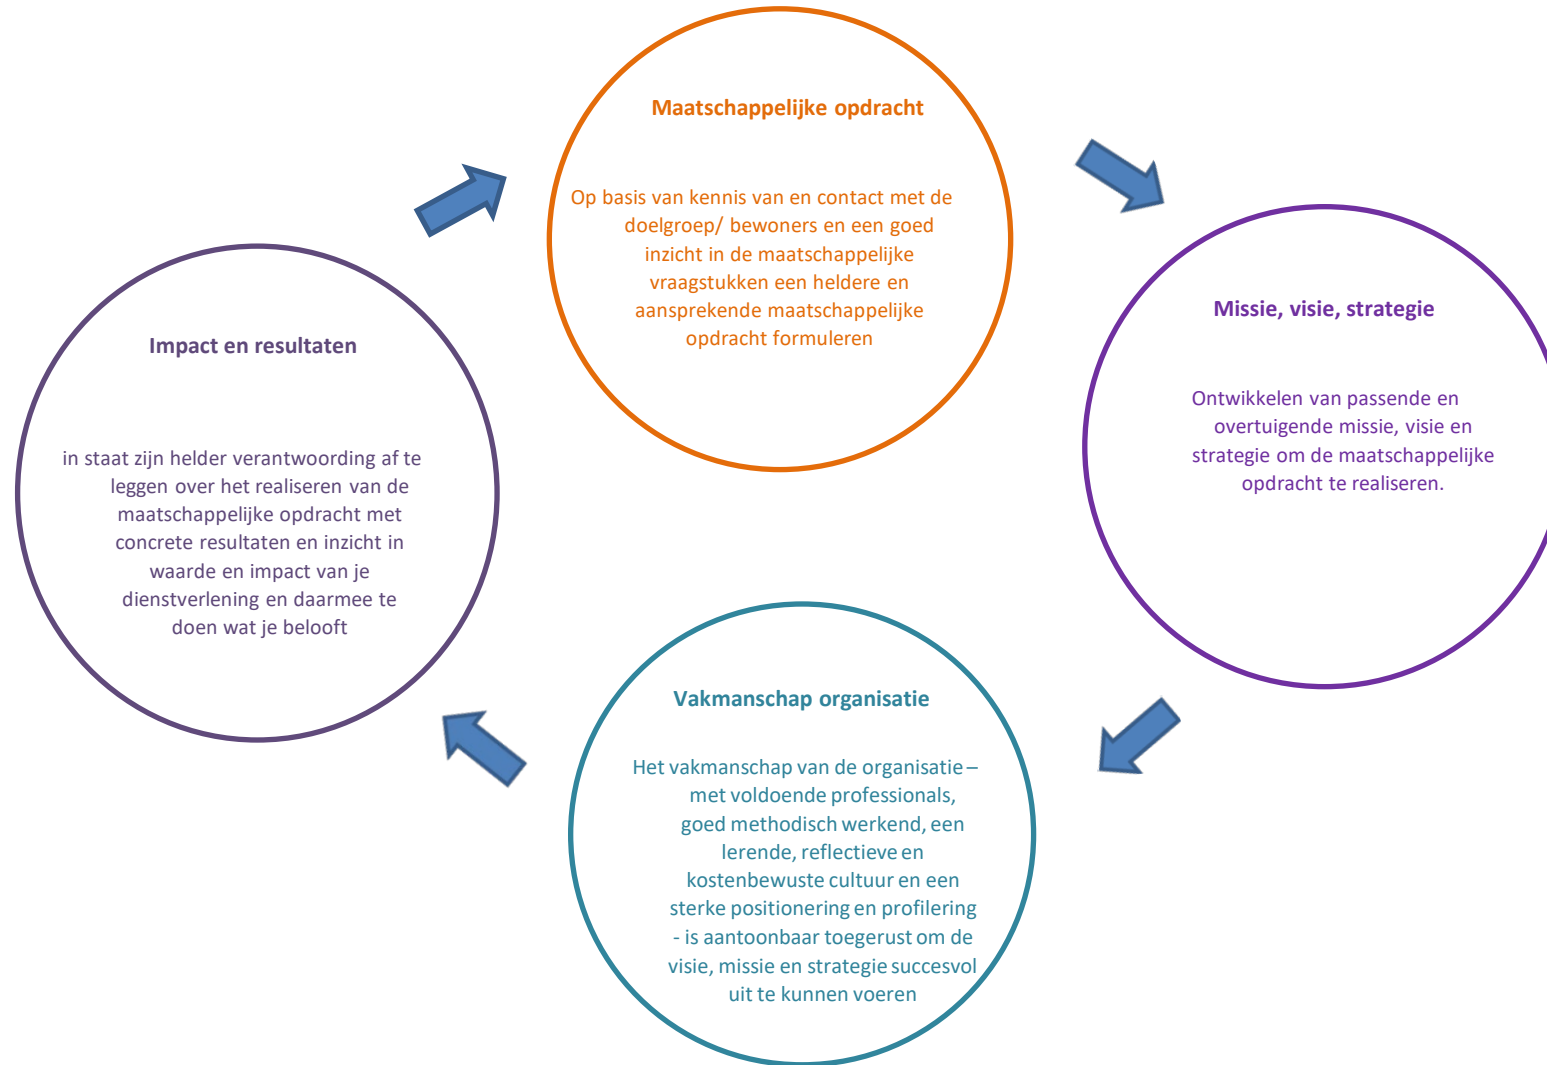 Maatschappelijke opdracht
Op basis van kennis van en contact met de
doelgroep/ bewoners en een goed
inzicht in de maatschappelijke
vraagstukken een heldere en
aansprekende maatschappelijke
opdracht formuleren
Missie, visie, strategie
Ontwikkelen van passende en
overtuigende missie, visie en
strategie om de maatschappelijke
opdracht te realiseren.
Vakmanschap organisatie
Het vakmanschap van de organisatie –
met voldoende professionals,
goed methodisch werkend, een
lerende, reflectieve en
kostenbewuste cultuur en een
sterke positionering en profilering
- is aantoonbaar toegerust om de
visie, missie en strategie succesvol
uit te kunnen voeren
Impact en resultaten
in staat zijn helder verantwoording af te
leggen over het realiseren van de
maatschappelijke opdracht met
concrete resultaten en inzicht in
waarde en impact van je
dienstverlening en daarmee te
doen wat je belooft